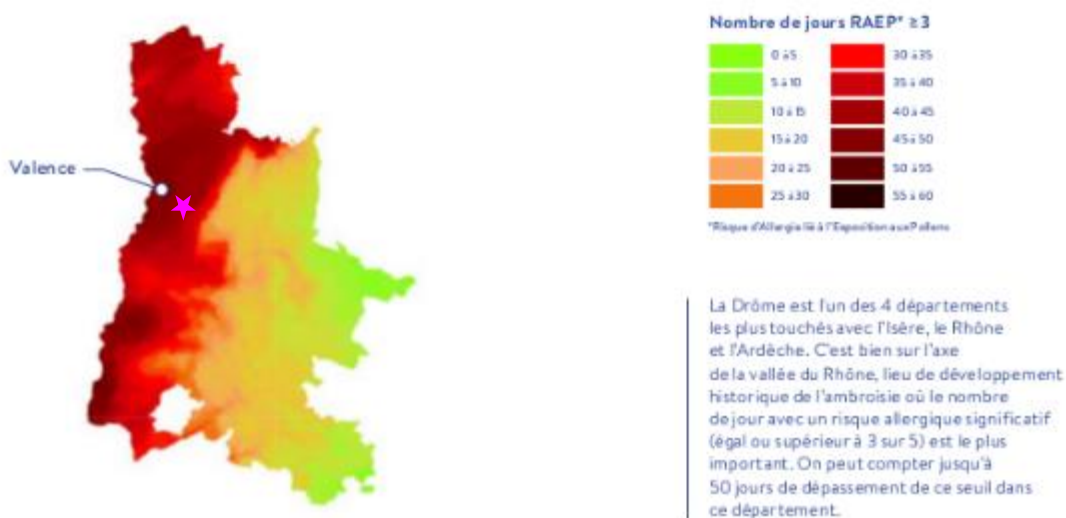 Valence
Nombre de jours RAEP* ≥3
0 à 5
5 à 10
10 à 15
15 à 20
20 à 25
25 à 30
30 à 35
35 à 40
40 à 45
45 à 50
50 à 55
55 à 60
*Risque d'Allergie lié à l'Exposition aux Pollens
La Drôme est l'un des 4 départements
les plus touchés avec l'Isère, le Rhône
et l'Ardèche. C'est bien sur l'axe
de la vallée du Rhône, lieu de développement
historique de l'ambroisie où le nombre
de jour avec un risque allergique significatif
(égal ou supérieur à 3 sur 5) est le plus
important. On peut compter jusqu'à
50 jours de dépassement de ce seuil dans
ce département.